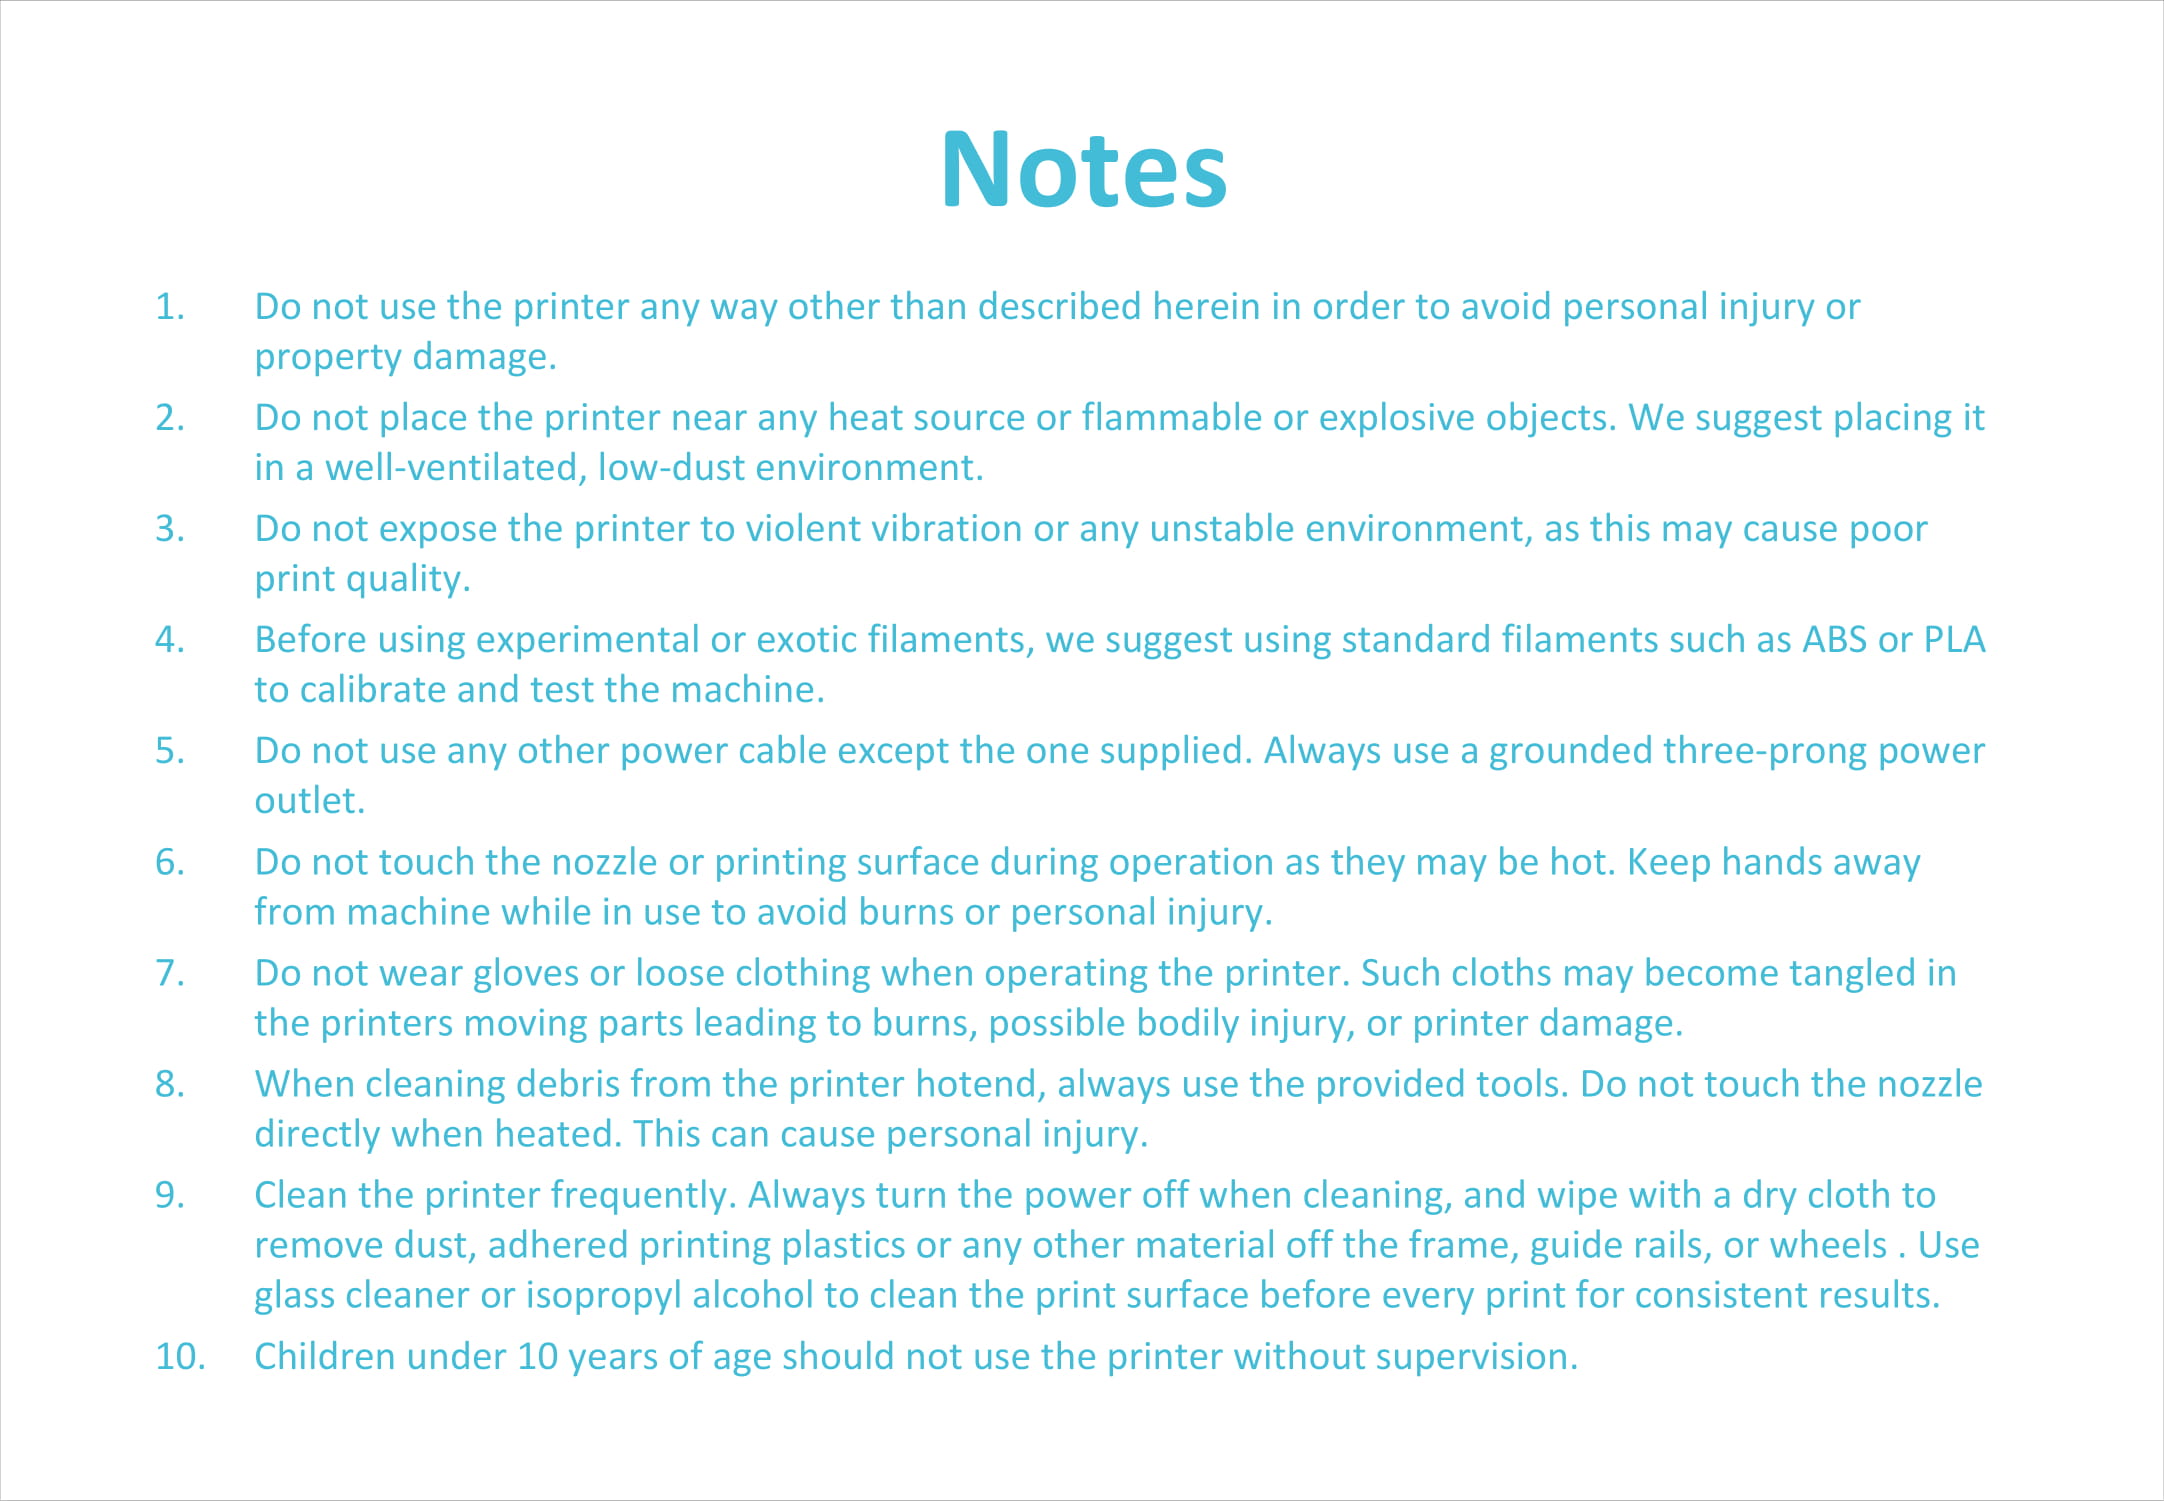 Notes
1. Do not use the printer any way other than described herein in order to avoid personal injury or
property damage.
2. Do not place the printer near any heat source or flammable or explosive objects. We suggest placing it
in a well-ventilated, low-dust environment.
3. Do not expose the printer to violent vibration or any unstable environment, as this may cause poor
print quality.
4. Before using experimental or exotic filaments, we suggest using standard filaments such as ABS or PLA
to calibrate and test the machine.
5. Do not use any other power cable except the one supplied. Always use a grounded three-prong power
outlet.
6. Do not touch the nozzle or printing surface during operation as they may be hot. Keep hands away
from machine while in use to avoid burns or personal injury.
7. Do not wear gloves or loose clothing when operating the printer. Such cloths may become tangled in
the printers moving parts leading to burns, possible bodily injury, or printer damage.
8. When cleaning debris from the printer hotend, always use the provided tools. Do not touch the nozzle
directly when heated. This can cause personal injury.
9. Clean the printer frequently. Always turn the power off when cleaning, and wipe with a dry cloth to
remove dust, adhered printing plastics or any other material off the frame, guide rails, or wheels . Use
glass cleaner or isopropyl alcohol to clean the print surface before every print for consistent results.
10. Children under 10 years of age should not use the printer without supervision.